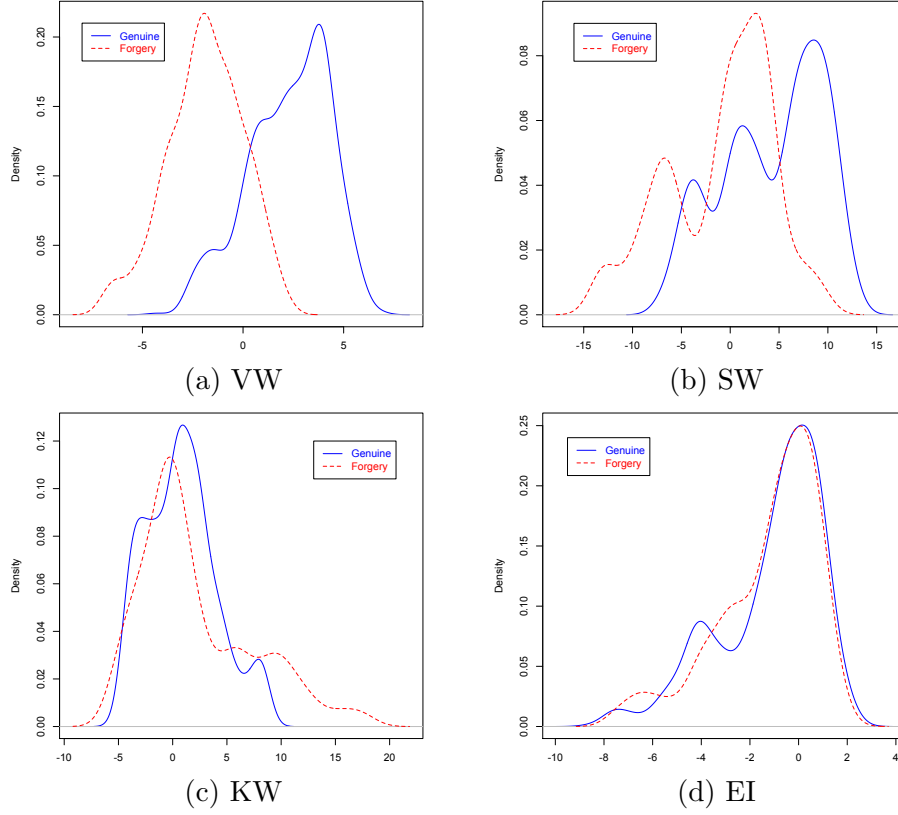 Genuine
Forgery
Density
0.00 0.05 0.10 0.15 0.20
-5 0 5
(a) VW
Genuine
Forgery
Density
0.00 0.02 0.04 0.06 0.08
-15 -10 -5 0 5 10 15
(b) SW
Genuine
Forgery
Density
0.00 0.02 0.04 0.06 0.08 0.10 0.12
-10 -5 0 5 10 15 20
(c) KW
Genuine
Forgery
Density
0.00 0.05 0.10 0.15 0.20 0.25
-10 -8 -6 -4 -2 0 2 4
(d) EI